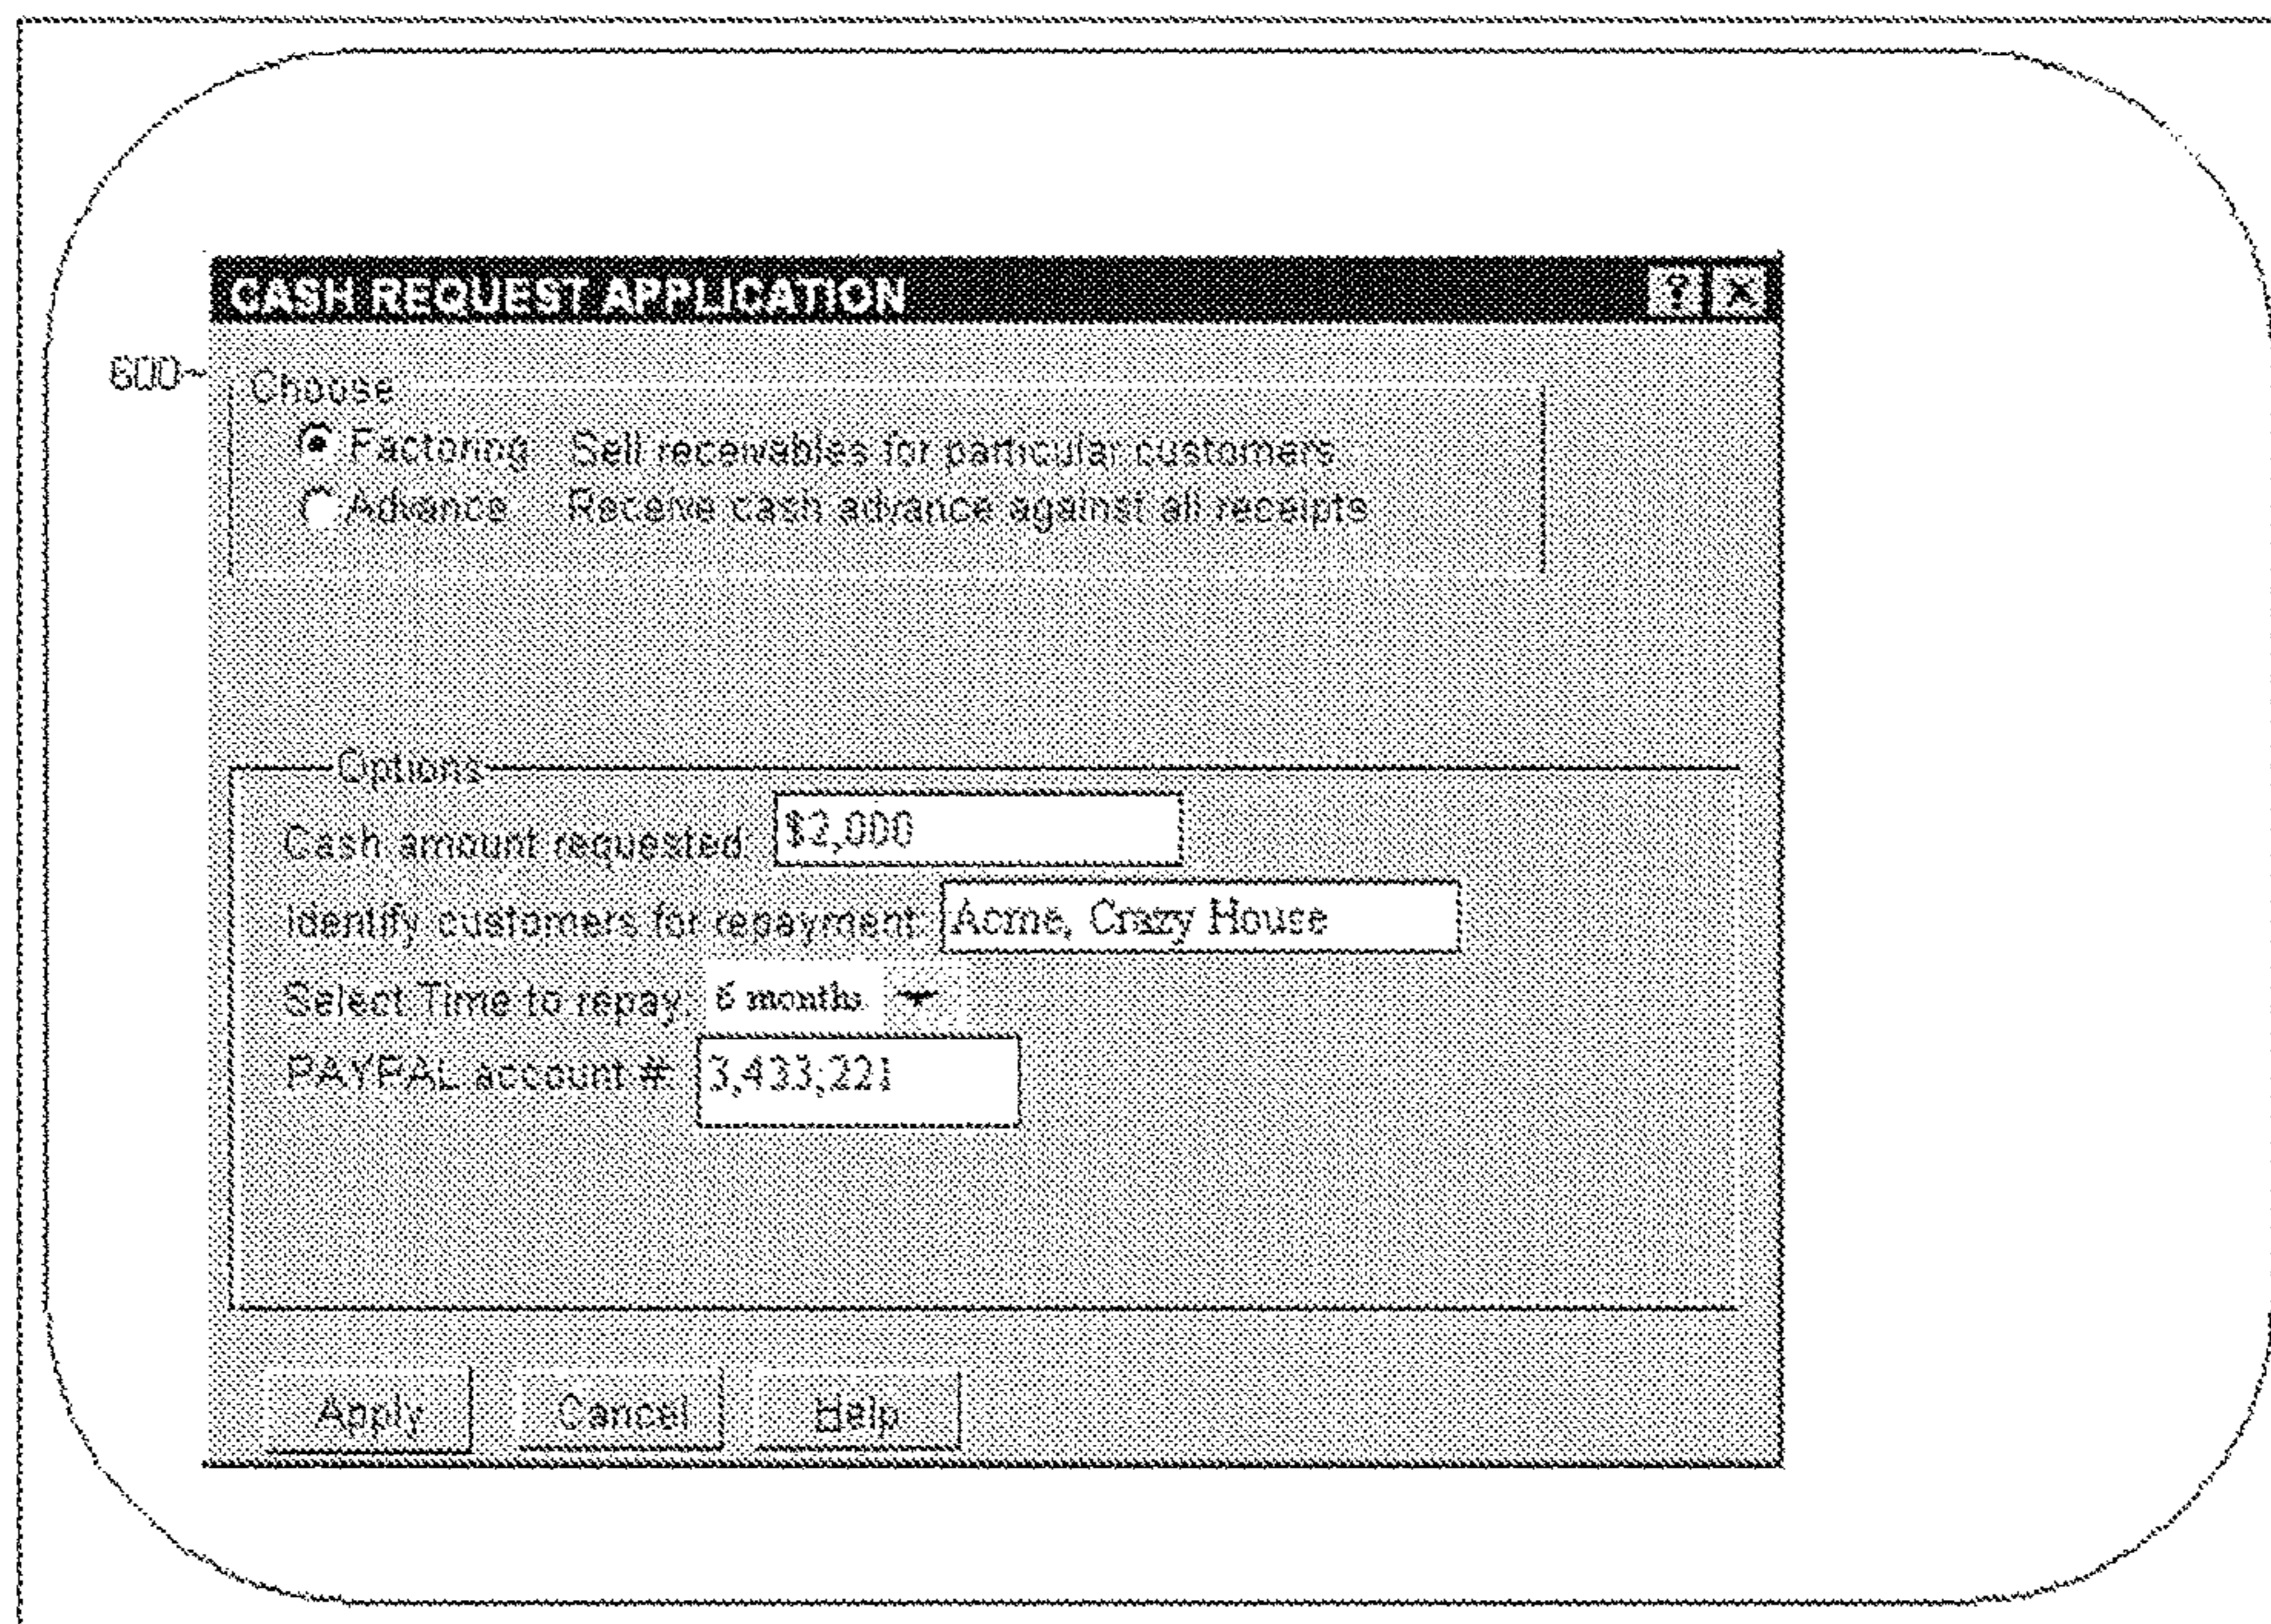 CASH REQUEST APPLICATION ? X
600
Choose
Factoring Sell receivables for particular customers
Advance Receive cash advance against all receipts
Options
Cash amount requested: $2,000
Identify customers for repayment: Acme, Crazy House
Select Time to repay: 6 months
PAYPAL account #: 3,433,221
Apply Cancel Help